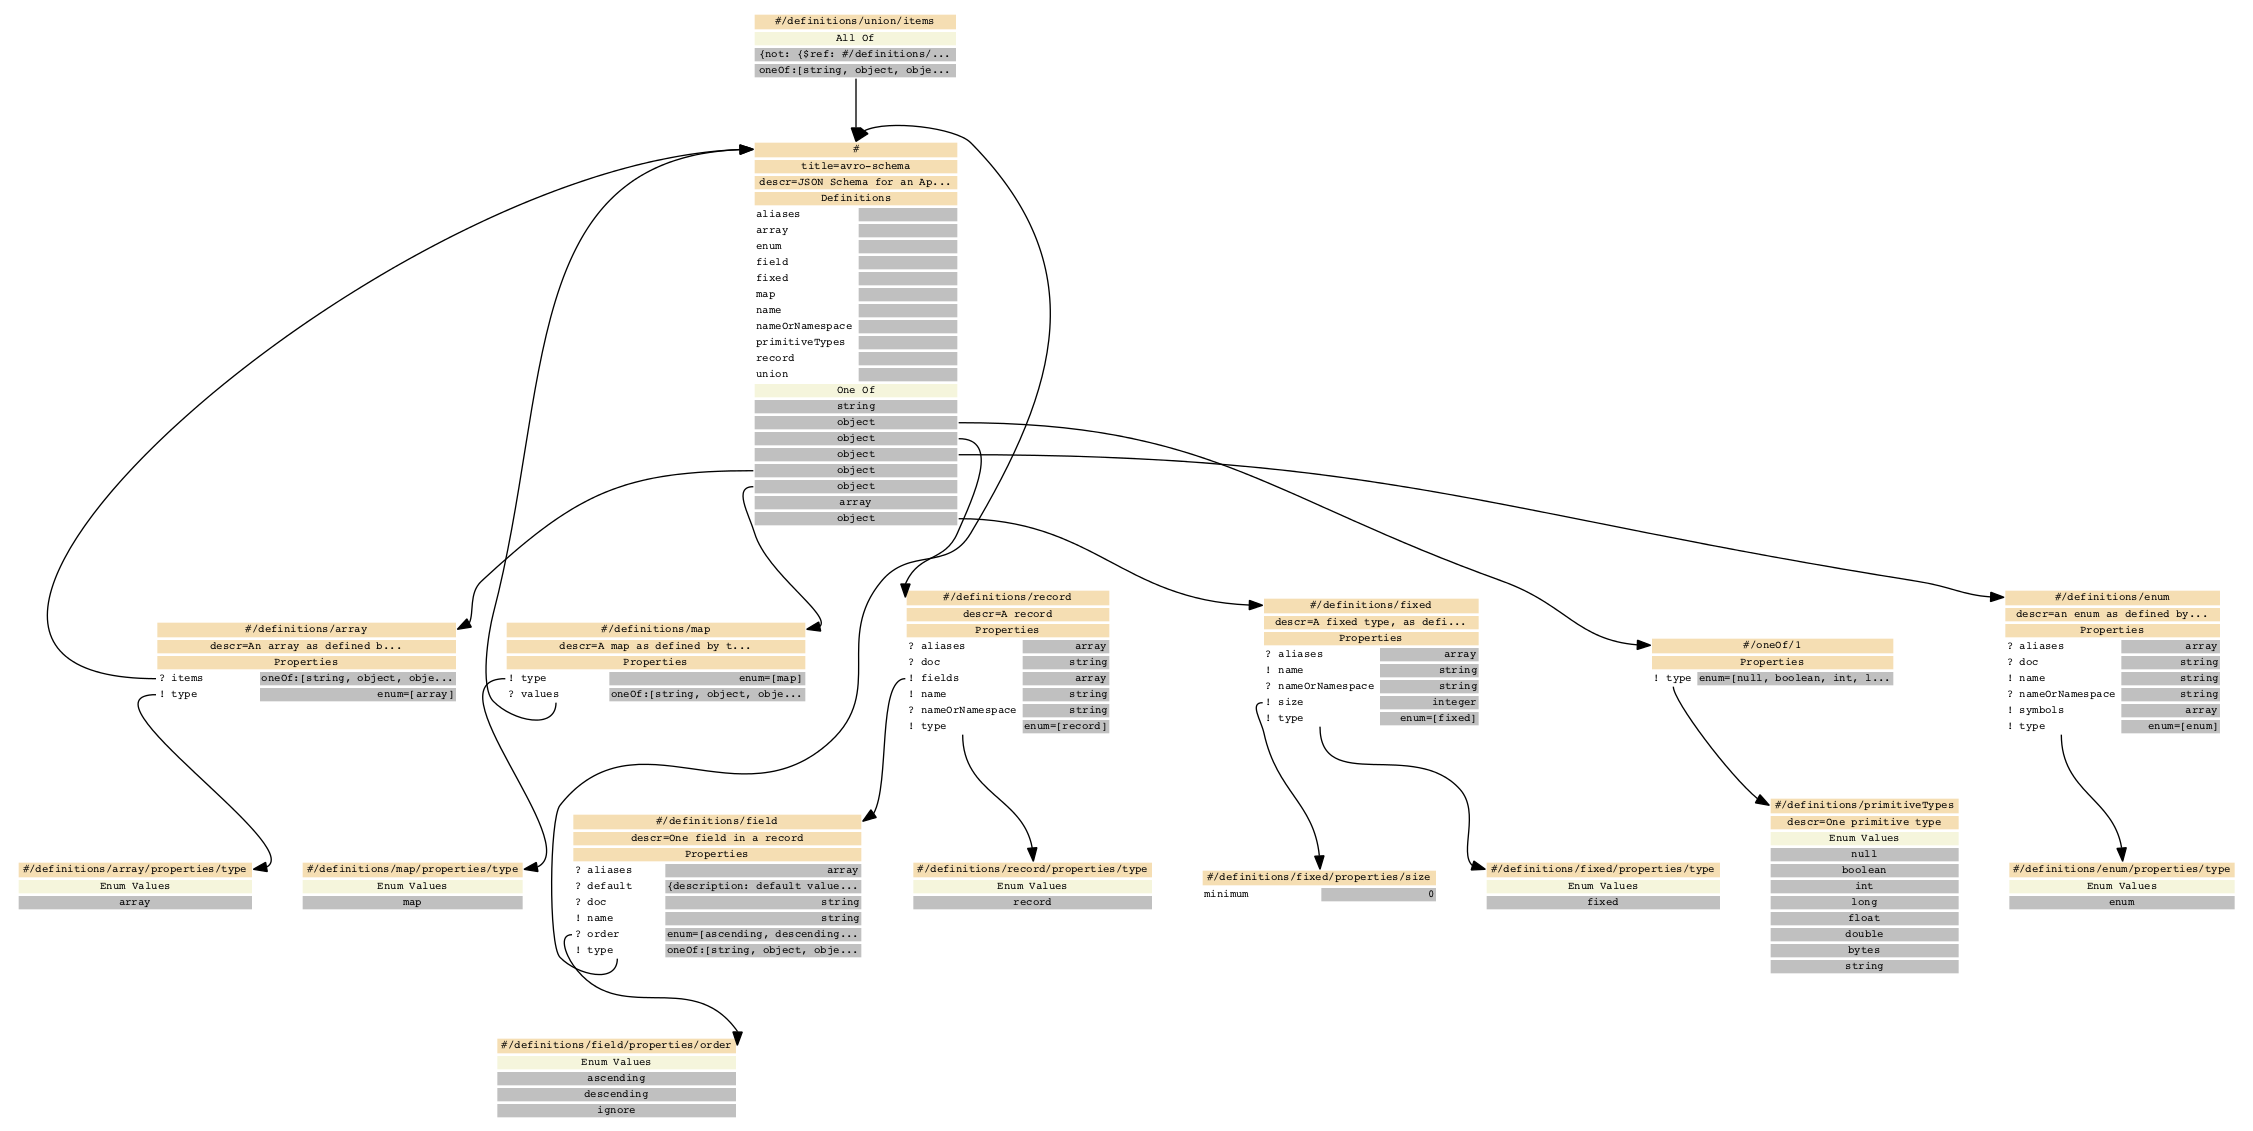 #/definitions/union/items
All Of
{not: {$ref: #/definitions/...
oneOf:[string, object, obje...
#
title=avro-schema
descr=JSON Schema for an Ap...
Definitions
aliases
array
enum
field
fixed
map
name
nameOrNamespace
primitiveTypes
record
union
One Of
string
object
object
object
object
object
array
object
#/definitions/array
descr=An array as defined b...
Properties
? items oneOf:[string, object, obje...
! type enum=[array]
#/definitions/map
descr=A map as defined by t...
Properties
! type enum=[map]
? values oneOf:[string, object, obje...
#/definitions/record
descr=A record
Properties
? aliases array
? doc string
! fields array
! name string
? nameOrNamespace string
! type enum=[record]
#/definitions/fixed
descr=A fixed type, as defi...
Properties
? aliases array
! name string
? nameOrNamespace string
! size integer
! type enum=[fixed]
#/oneOf/1
Properties
! type enum=[null, boolean, int, l...
#/definitions/enum
descr=an enum as defined by...
Properties
? aliases array
? doc string
! name string
? nameOrNamespace string
! symbols array
! type enum=[enum]
#/definitions/array/properties/type
Enum Values
array
#/definitions/map/properties/type
Enum Values
map
#/definitions/field
descr=One field in a record
Properties
? aliases array
? default {description: default value...
? doc string
! name string
? order enum=[ascending, descending...
! type oneOf:[string, object, obje...
#/definitions/record/properties/type
Enum Values
record
#/definitions/fixed/properties/size
minimum 0
#/definitions/fixed/properties/type
Enum Values
fixed
#/definitions/primitiveTypes
descr=One primitive type
Enum Values
null
boolean
int
long
float
double
bytes
string
#/definitions/enum/properties/type
Enum Values
enum
#/definitions/field/properties/order
Enum Values
ascending
descending
ignore